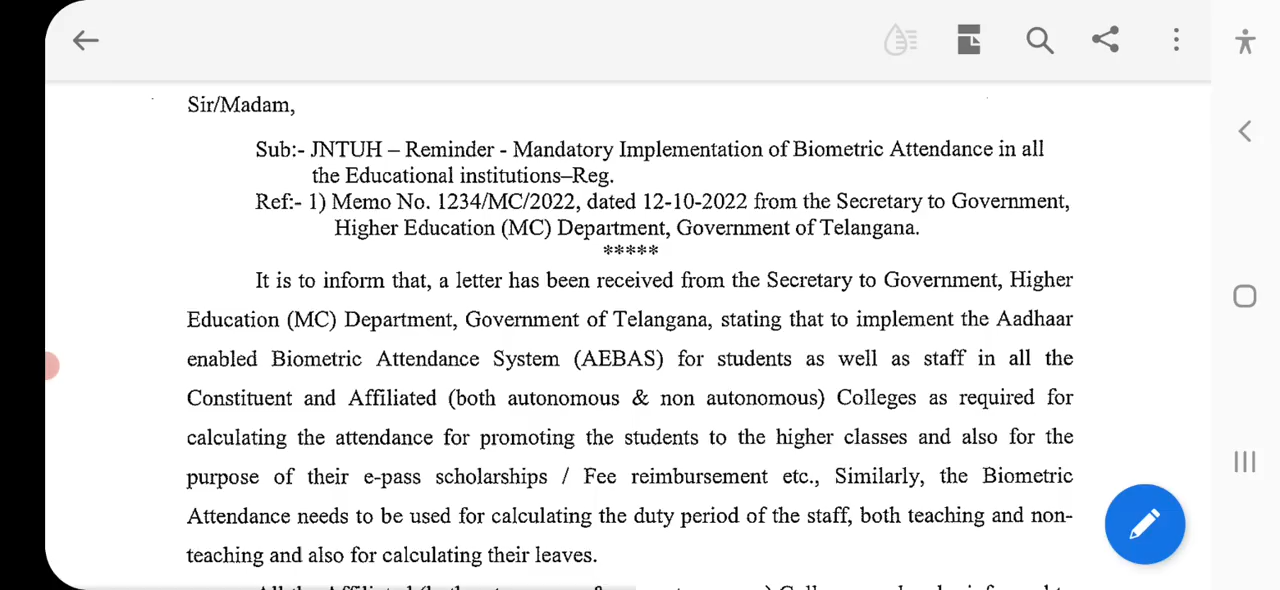 Sir/Madam,
Sub:- JNTUH – Reminder - Mandatory Implementation of Biometric Attendance in all
the Educational institutions–Reg.
Ref:- 1) Memo No. 1234/MC/2022, dated 12-10-2022 from the Secretary to Government,
Higher Education (MC) Department, Government of Telangana.
*****
It is to inform that, a letter has been received from the Secretary to Government, Higher
Education (MC) Department, Government of Telangana, stating that to implement the Aadhaar
enabled Biometric Attendance System (AEBAS) for students as well as staff in all the
Constituent and Affiliated (both autonomous & non autonomous) Colleges as required for
calculating the attendance for promoting the students to the higher classes and also for the
purpose of their e-pass scholarships / Fee reimbursement etc., Similarly, the Biometric
Attendance needs to be used for calculating the duty period of the staff, both teaching and non-
teaching and also for calculating their leaves.